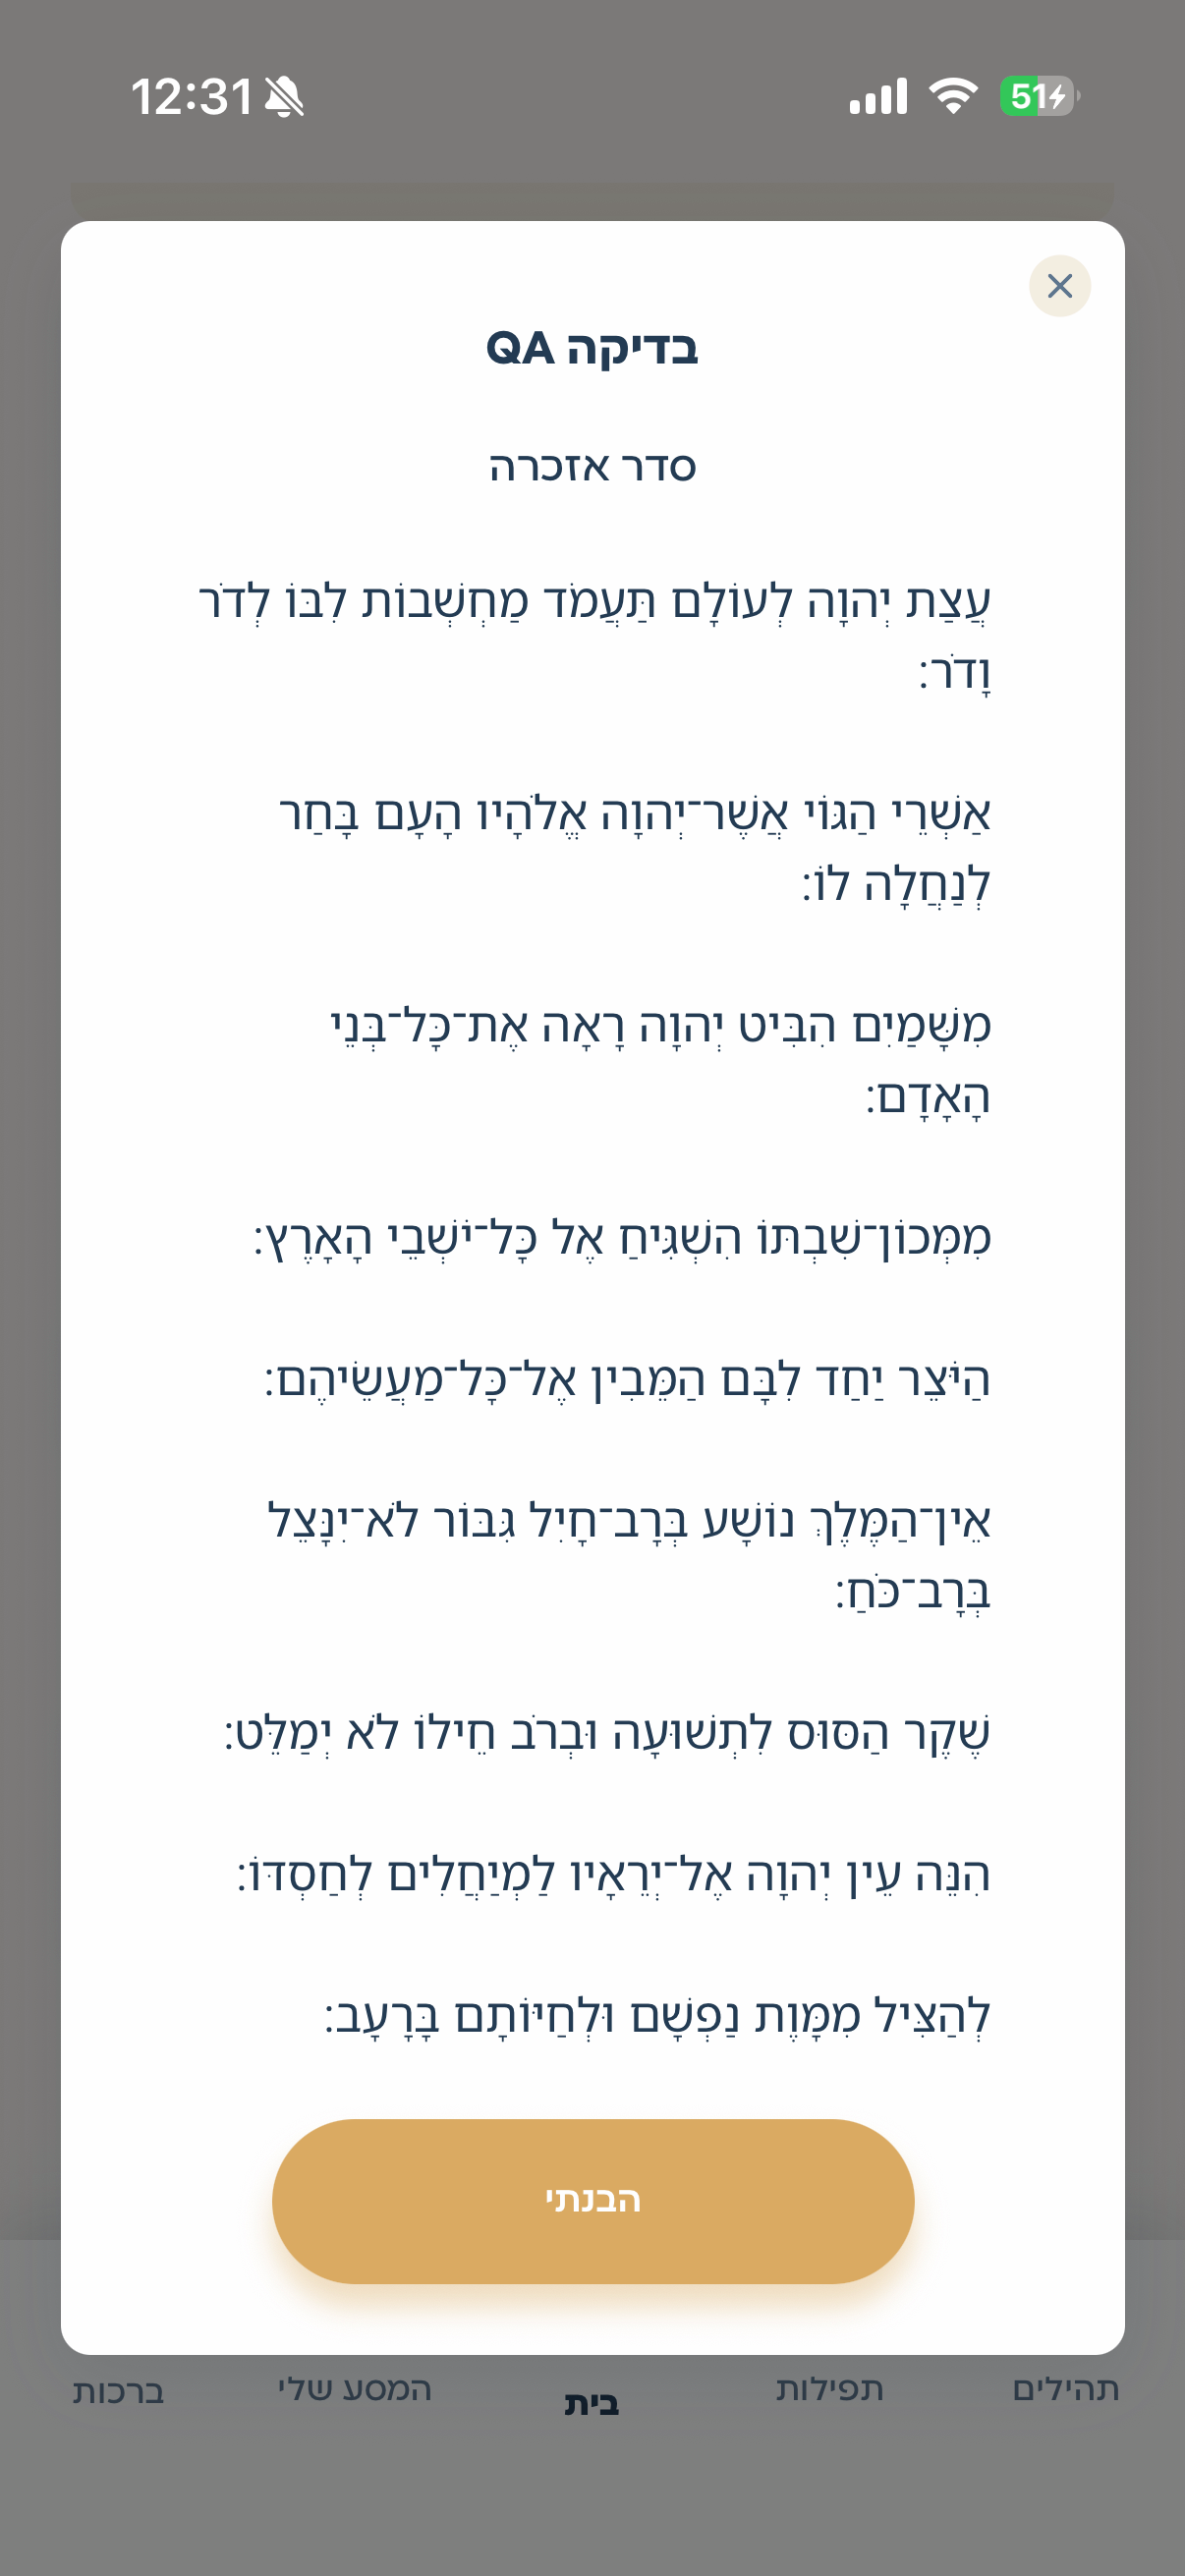 12:31
51
בדיקה QA
סדר אזכרה
עֲצַת יְהוָה לְעוֹלָם תַּעֲמֹד מַחְשְׁבוֹת לִבּוֹ לְדֹר
וָדֹר:
אַשְׁרֵי הַגּוֹי אֲשֶׁר־יְהוָה אֱלֹהָיו הָעָם בָּחַר
לְנַחֲלָה לוֹ:
מִשָּׁמַיִם הִבִּיט יְהוָה רָאָה אֶת־כָּל־בְּנֵי
הָאָדָם:
מִמְּכוֹן־שִׁבְתּוֹ הִשְׁגִּיחַ אֶל כָּל־יֹשְׁבֵי הָאָרֶץ:
הַיֹּצֵר יַחַד לִבָּם הַמֵּבִין אֶל־כָּל־מַעֲשֵׂיהֶם:
אֵין־הַמֶּלֶךְ נוֹשָׁע בְּרָב־חָיִל גִּבּוֹר לֹא־יִנָּצֵל
בְּרָב־כֹּחַ:
שֶׁקֶר הַסּוּס לִתְשׁוּעָה וּבְרֹב חֵילוֹ לֹא יְמַלֵּט:
הִנֵּה עֵין יְהוָה אֶל־יְרֵאָיו לַמְיַחֲלִים לְחַסְדּוֹ:
לְהַצִּיל מִמָּוֶת נַפְשָׁם וּלְחַיּוֹתָם בָּרָעָב:
הבנתי
תהילים
תפילות
בית
המסע שלי
ברכות